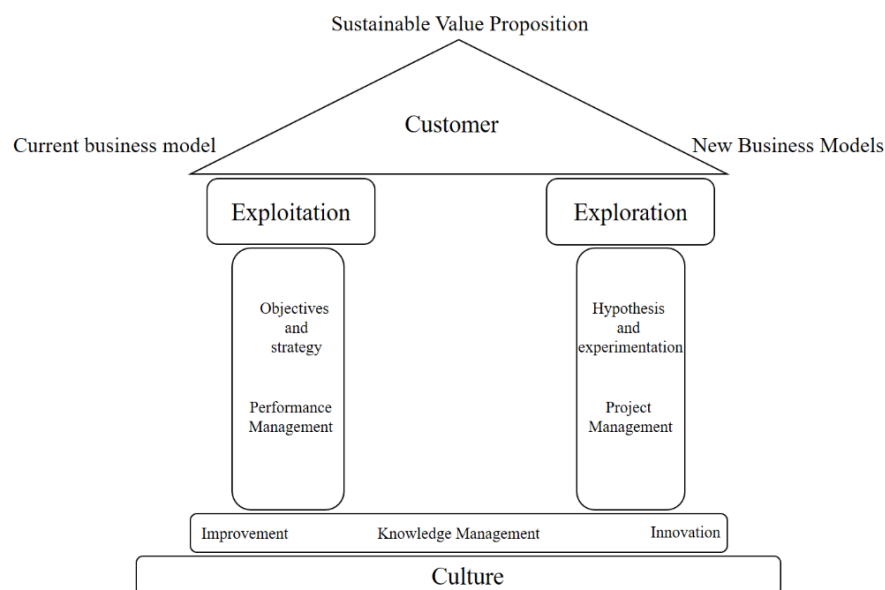 Sustainable Value Proposition
Customer
Current business model
New Business Models
Exploitation
Exploration
Objectives
and
strategy
Performance
Management
Hypothesis
and
experimentation
Project
Management
Improvement
Knowledge Management
Innovation
Culture